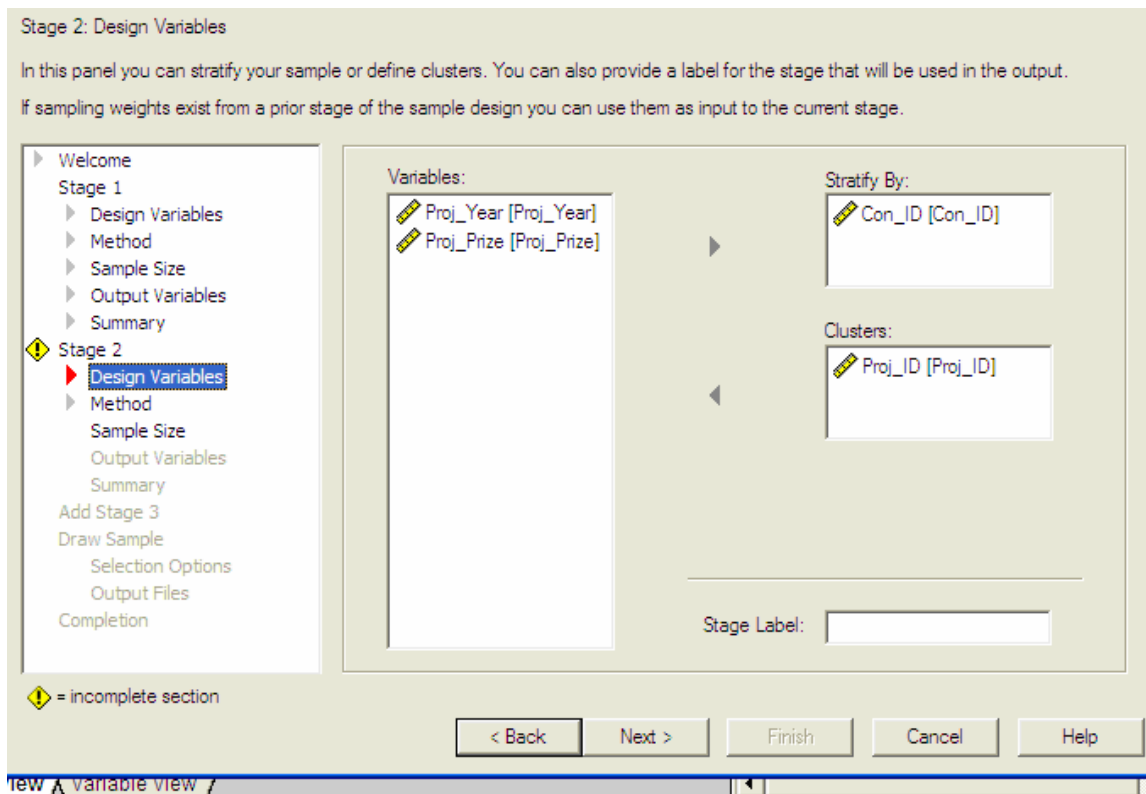 Stage 2: Design Variables
In this panel you can stratify your sample or define clusters. You can also provide a label for the stage that will be used in the output.
If sampling weights exist from a prior stage of the sample design you can use them as input to the current stage.
Welcome
Stage 1
Design Variables
Method
Sample Size
Output Variables
Summary
Stage 2
Design Variables
Method
Sample Size
Output Variables
Summary
Add Stage 3
Draw Sample
Selection Options
Output Files
Completion
! = incomplete section
Variables:
Proj_Year [Proj_Year]
Proj_Prize [Proj_Prize]
Stratify By:
Con_ID [Con_ID]
Clusters:
Proj_ID [Proj_ID]
Stage Label:
< Back
Next >
Finish
Cancel
Help
Variable View